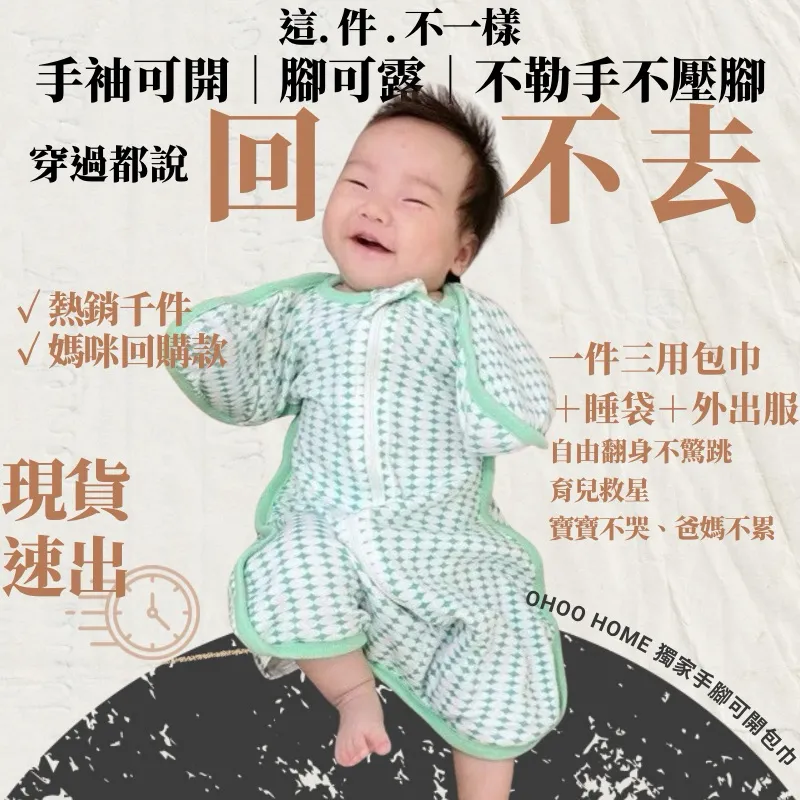 這.件.不一樣
手袖可開｜腳可露｜不勒手不壓腳
穿過都說 回不去
√ 熱銷千件
√ 媽咪回購款
一件三用包巾
＋睡袋＋外出服
自由翻身不驚跳
育兒救星
寶寶不哭、爸媽不累
現貨
速出
OHOO HOME 獨家手腳可開包巾